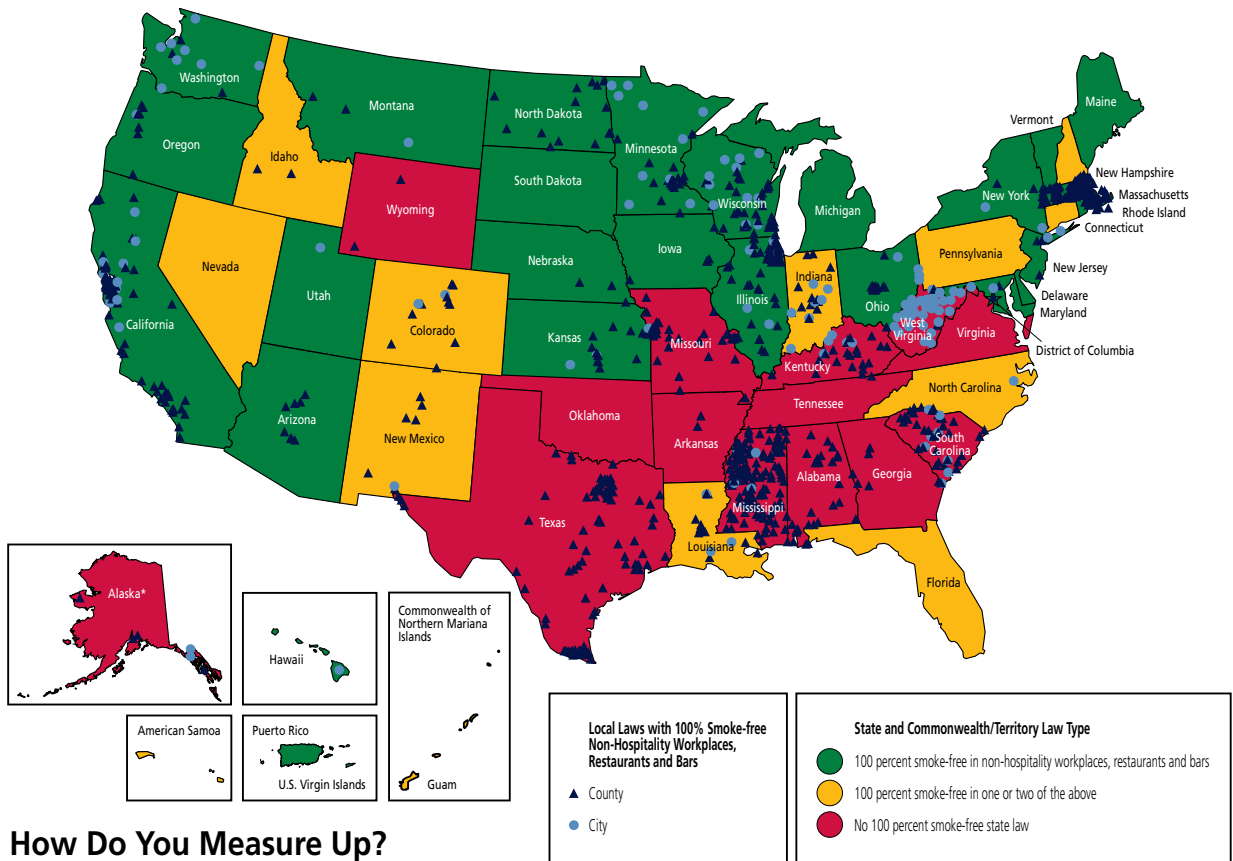 Washington
Montana
North Dakota
Minnesota
Maine
Vermont
Oregon
Idaho
South Dakota
Wisconsin
New Hampshire
New York
Massachusetts
Wyoming
Michigan
Rhode Island
Connecticut
Iowa
Nebraska
Nevada
Pennsylvania
Indiana
New Jersey
Utah
Illinois
Ohio
Delaware
California
Colorado
Maryland
Kansas
Missouri
West
Virginia
Virginia
District of Columbia
Kentucky
North Carolina
Tennessee
Oklahoma
Arizona
New Mexico
Arkansas
South
Carolina
Alabama
Georgia
Mississippi
Texas
Louisiana
Florida
Alaska*
Hawaii
Commonwealth of
Northern Mariana
Islands
American Samoa
Puerto Rico
U.S. Virgin Islands
Guam
Local Laws with 100% Smoke-free
Non-Hospitality Workplaces,
Restaurants and Bars
County
City
State and Commonwealth/Territory Law Type
100 percent smoke-free in non-hospitality workplaces, restaurants and bars
100 percent smoke-free in one or two of the above
No 100 percent smoke-free state law
How Do You Measure Up?